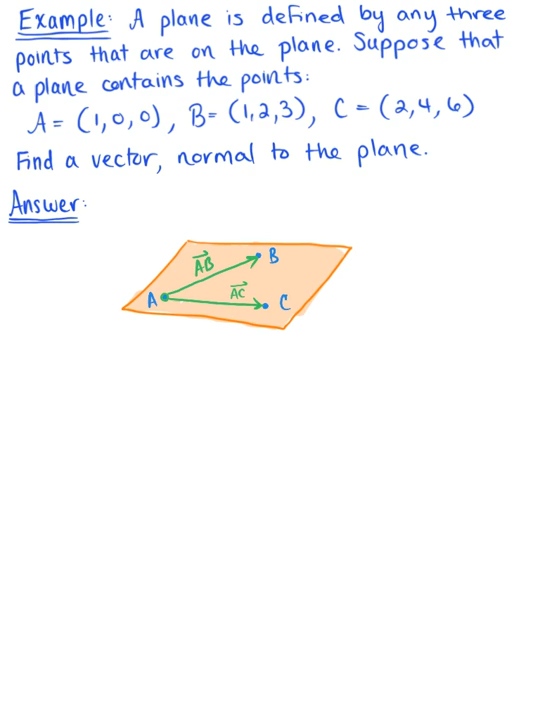 Example: A plane is defined by any three
points that are on the plane. Suppose that
a plane contains the points:
A = (1,0,0), B= (1,2,3), C = (2,4,6)
Find a vector, normal to the plane.
Answer:
AB
B
A
AC
C